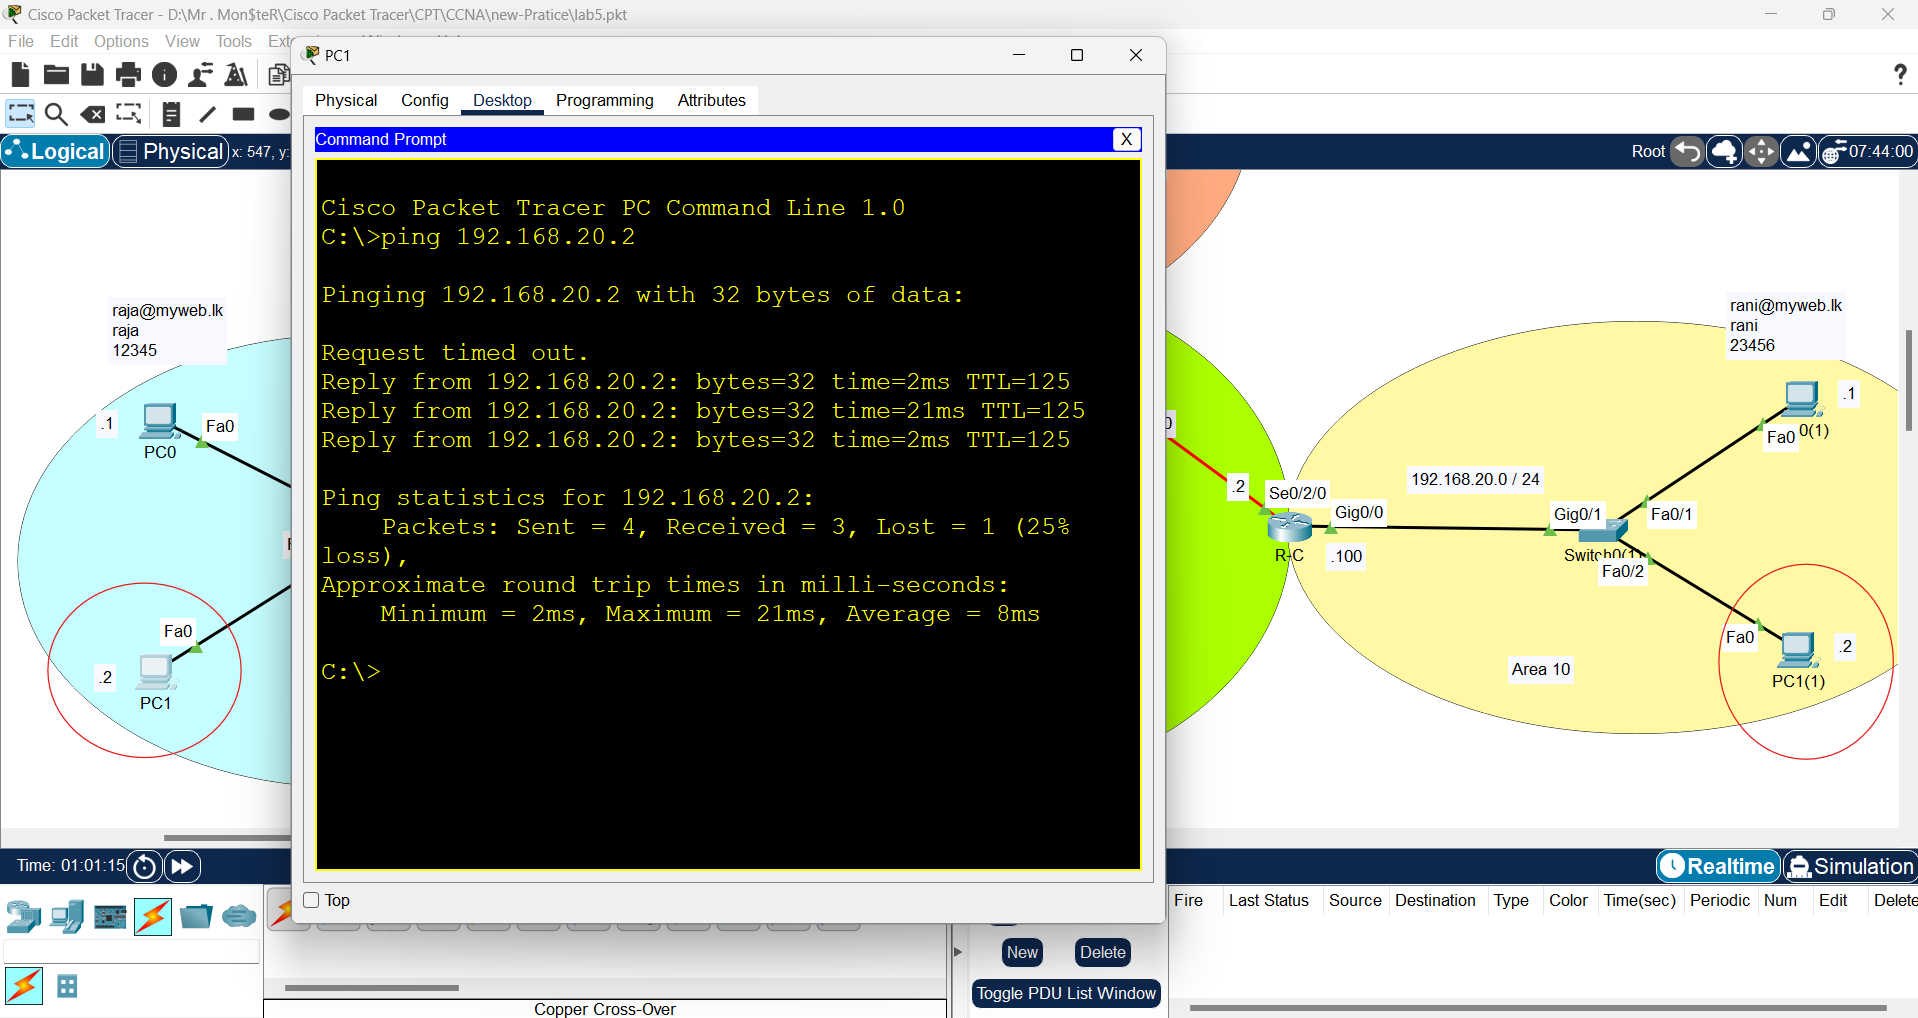 Cisco Packet Tracer - D:\Mr . Mon$teR\Cisco Packet Tracer\CPT\CCNA\new-Pratice\lab5.pkt
File Edit Options View Tools
PC1
Physical Config Desktop Programming Attributes
Command Prompt
X
Logical
Physical
x: 547, y:
Root
07:44:00
Cisco Packet Tracer PC Command Line 1.0
C:\>ping 192.168.20.2
Pinging 192.168.20.2 with 32 bytes of data:
Request timed out.
Reply from 192.168.20.2: bytes=32 time=2ms TTL=125
Reply from 192.168.20.2: bytes=32 time=21ms TTL=125
Reply from 192.168.20.2: bytes=32 time=2ms TTL=125
Ping statistics for 192.168.20.2:
Packets: Sent = 4, Received = 3, Lost = 1 (25%
loss),
Approximate round trip times in milli-seconds:
Minimum = 2ms, Maximum = 21ms, Average = 8ms
C:\>
raja@myweb.lk
raja
12345
.1
Fa0
PC0
Fa0
.2
PC1
rani@myweb.lk
rani
23456
.1
Fa0
0(1)
192.168.20.0 / 24
.2
Se0/2/0
Gig0/0
Gig0/1
Fa0/1
R-C
.100
Fa0/2
Fa0
.2
PC1(1)
Area 10
Top
Time: 01:01:15
Realtime
Simulation
Fire Last Status Source Destination Type Color Time(sec) Periodic Num Edit Delete
New
Delete
Toggle PDU List Window
Copper Cross-Over